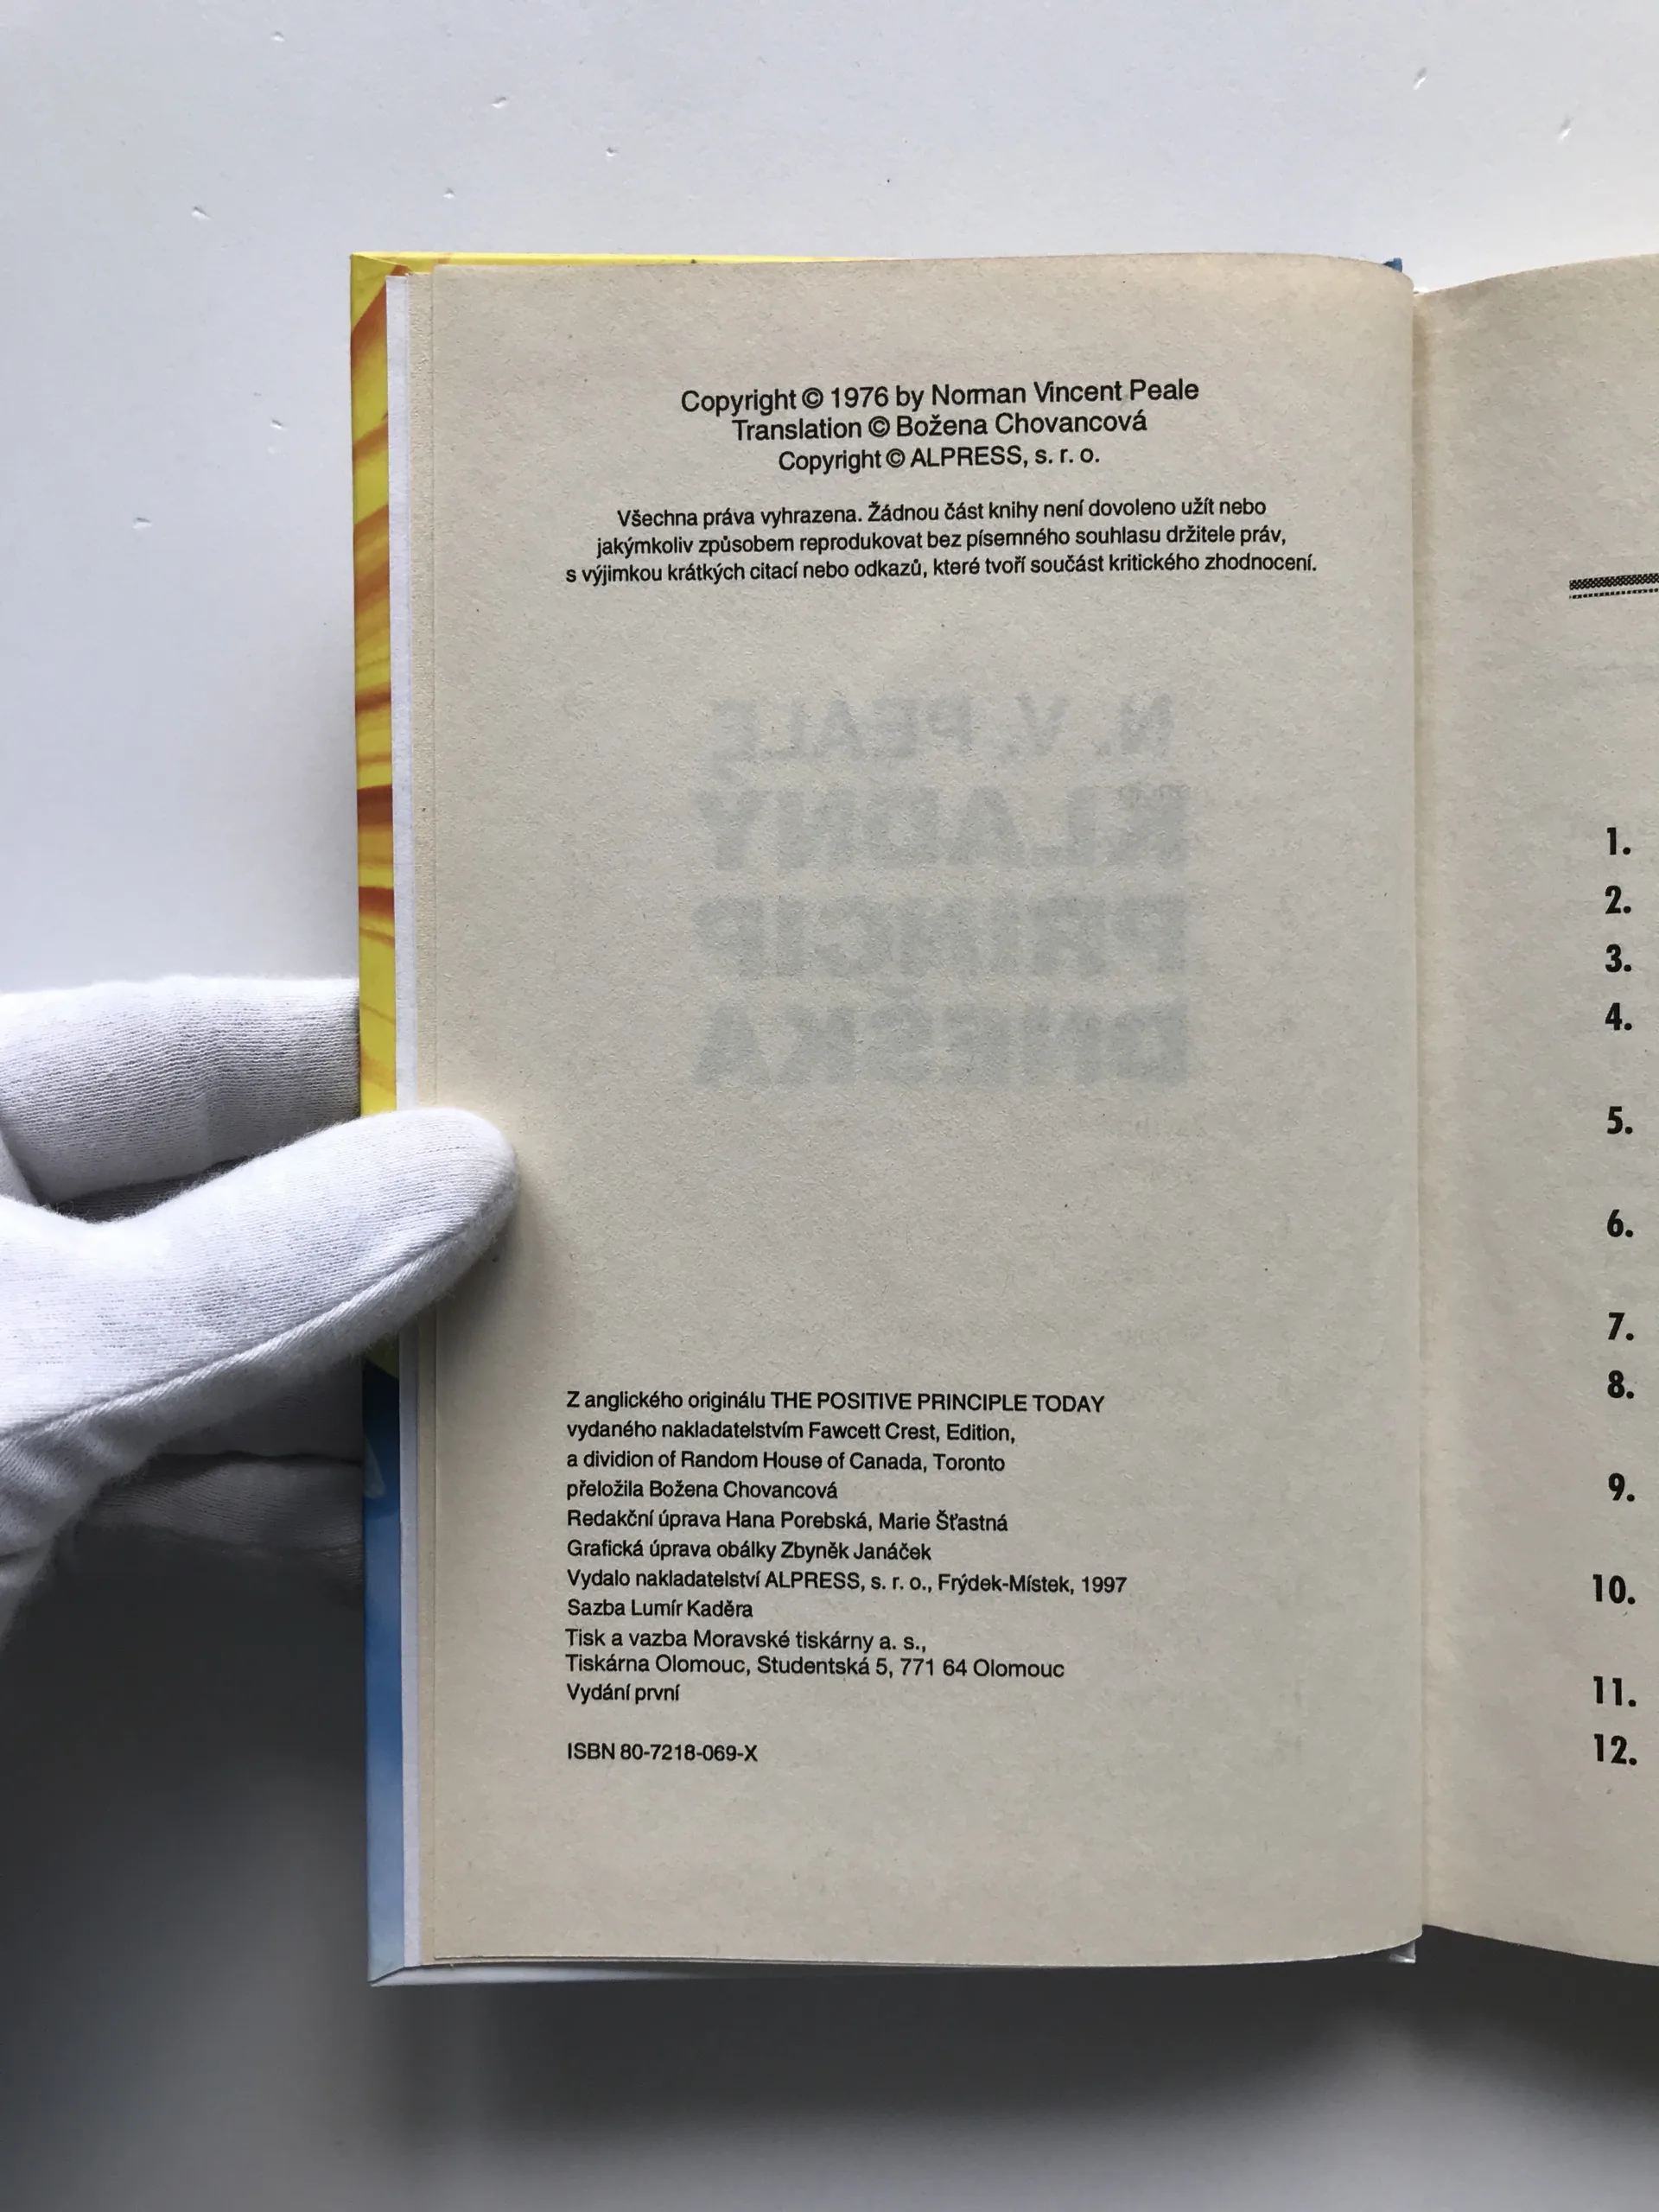 Copyright © 1976 by Norman Vincent Peale
Translation © Božena Chovancová
Copyright © ALPRESS, s. r. o.
Všechna práva vyhrazena. Žádnou část knihy není dovoleno užít nebo
jakýmkoliv způsobem reprodukovat bez písemného souhlasu držitele práv,
s výjimkou krátkých citací nebo odkazů, které tvoří součást kritického zhodnocení.
N. V. PEALE
KLADNÝ
PRINCIP
DNEŠKA
Z anglického originálu THE POSITIVE PRINCIPLE TODAY
vydaného nakladatelstvím Fawcett Crest, Edition,
a dividion of Random House of Canada, Toronto
přeložila Božena Chovancová
Redakční úprava Hana Porebská, Marie Šťastná
Grafická úprava obálky Zbyněk Janáček
Vydalo nakladatelství ALPRESS, s. r. o., Frýdek-Místek, 1997
Sazba Lumír Kaděra
Tisk a vazba Moravské tiskárny a. s.,
Tiskárna Olomouc, Studentská 5, 771 64 Olomouc
Vydání první
ISBN 80-7218-069-X
1.
2.
3.
4.
5.
6.
7.
8.
9.
10.
11.
12.